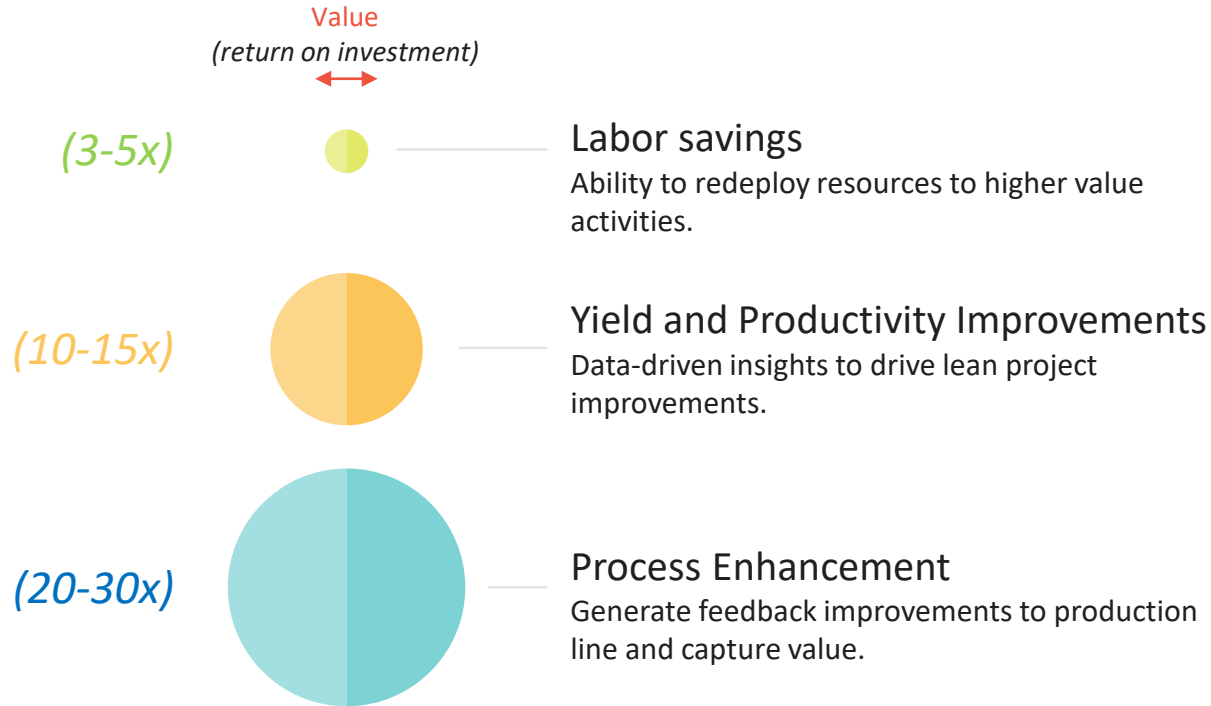 Value
(return on investment)
(3-5x)
Labor savings
Ability to redeploy resources to higher value
activities.
(10-15x)
Yield and Productivity Improvements
Data-driven insights to drive lean project
improvements.
(20-30x)
Process Enhancement
Generate feedback improvements to production
line and capture value.